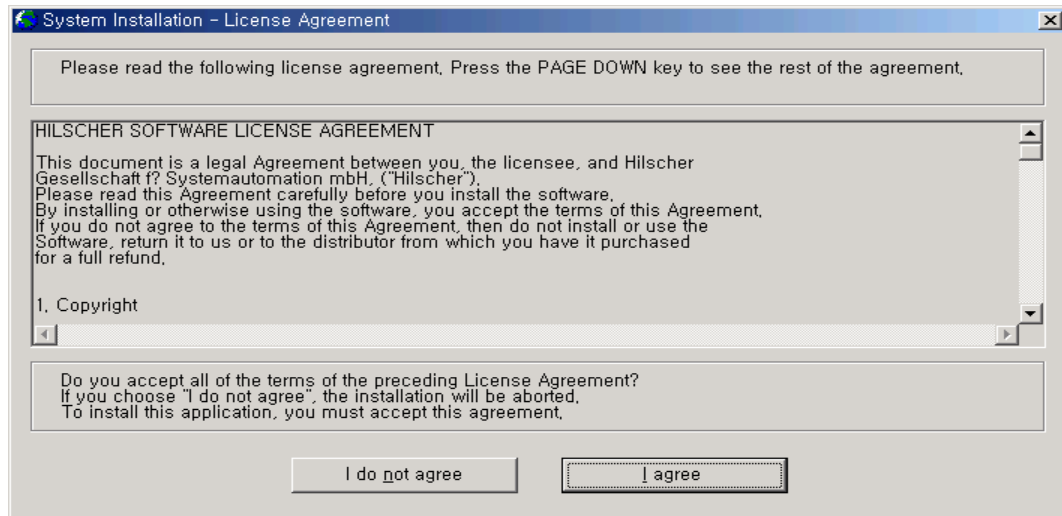 System Installation - License Agreement
Please read the following license agreement, Press the PAGE DOWN key to see the rest of the agreement,
HILSCHER SOFTWARE LICENSE AGREEMENT
This document is a legal Agreement between you, the licensee, and Hilscher
Gesellschaft f? Systemautomation mbH, ("Hilscher"),
Please read this Agreement carefully before you install the software,
By installing or otherwise using the software, you accept the terms of this Agreement,
If you do not agree to the terms of this Agreement, then do not install or use the
Software, return it to us or to the distributor from which you have it purchased
for a full refund,
1, Copyright
Do you accept all of the terms of the preceding License Agreement?
If you choose "I do not agree", the installation will be aborted,
To install this application, you must accept this agreement,
I do not agree
I agree